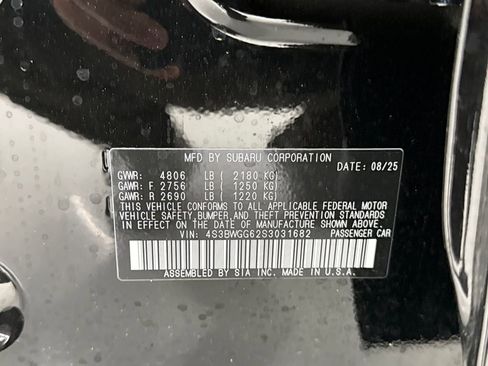 MFD BY SUBARU CORPORATION
DATE: 08/25
GVWR: 4806 LB ( 2180 KG)
GAWR: F 2756 LB ( 1250 KG)
GAWR: R 2690 LB ( 1220 KG)
THIS VEHICLE CONFORMS TO ALL APPLICABLE FEDERAL MOTOR
VEHICLE SAFETY, BUMPER, AND THEFT PREVENTION STANDARDS
IN EFFECT ON THE DATE OF MANUFACTURE SHOWN ABOVE.
VIN: 4S3BWGG62S3031682 PASSENGER CAR
ASSEMBLED BY SIA INC. IN U.S.A.